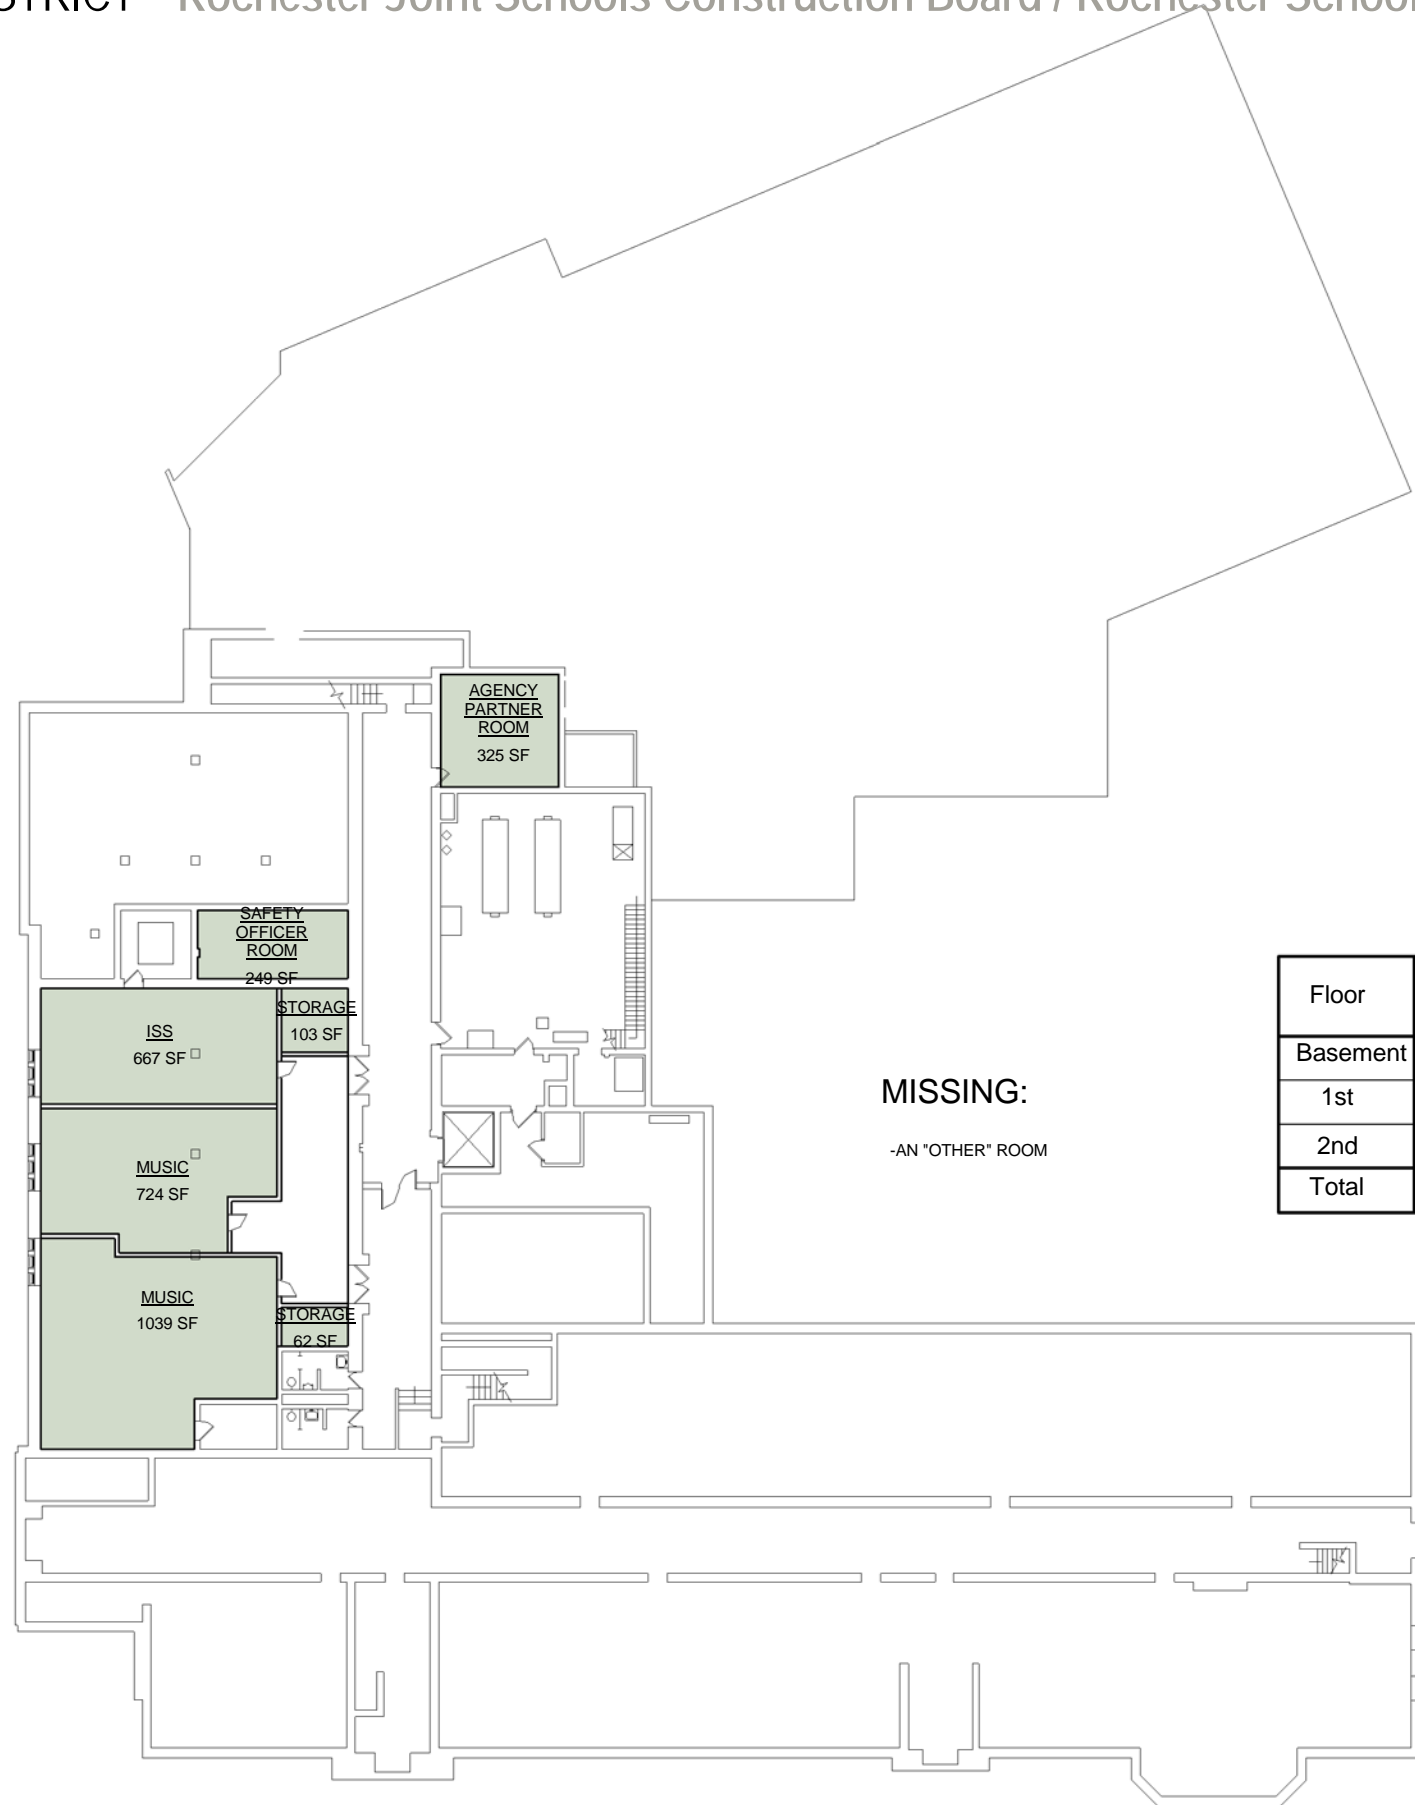 STRICT Rochester Joint Schools Construction Board / Rochester School
AGENCY
PARTNER
ROOM
325 SF
SAFETY
OFFICER
ROOM
249 SF
STORAGE
103 SF
ISS
667 SF
MUSIC
724 SF
MUSIC
1039 SF
STORAGE
62 SF
MISSING:
-AN "OTHER" ROOM
Floor
Basement
1st
2nd
Total